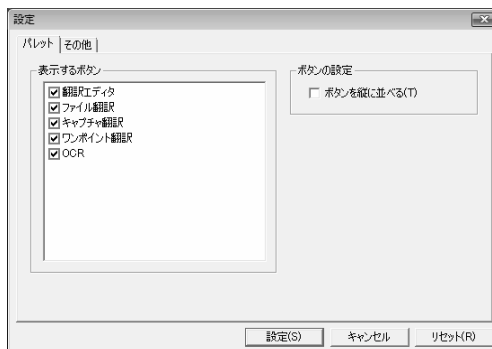 設定
パレット その他
表示するボタン
翻訳エディタ
ファイル翻訳
キャプチャ翻訳
ワンポイント翻訳
OCR
ボタンの設定
ボタンを縦に並べる(T)
設定(S) キャンセル リセット(R)